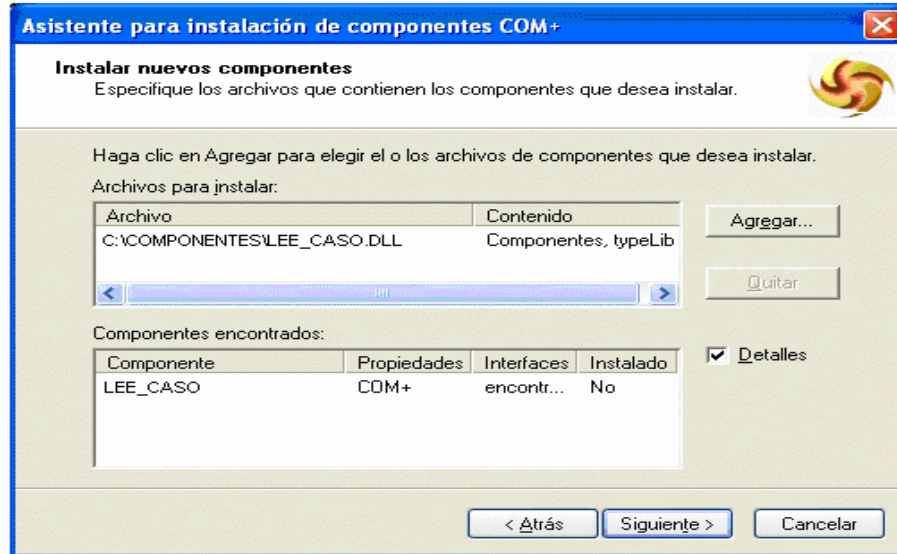 Asistente para instalación de componentes COM+
Instalar nuevos componentes
Especifique los archivos que contienen los componentes que desea instalar.
Haga clic en Agregar para elegir el o los archivos de componentes que desea instalar.
Archivos para instalar:
Archivo Contenido
Agregar...
C:\COMPONENTES\LEE_CASO.DLL Componentes, typeLib
Quitar
Componentes encontrados:
Componente Propiedades Interfaces Instalado
Detalles
LEE_CASO COM+ encontr... No
< Atrás Siguiente > Cancelar